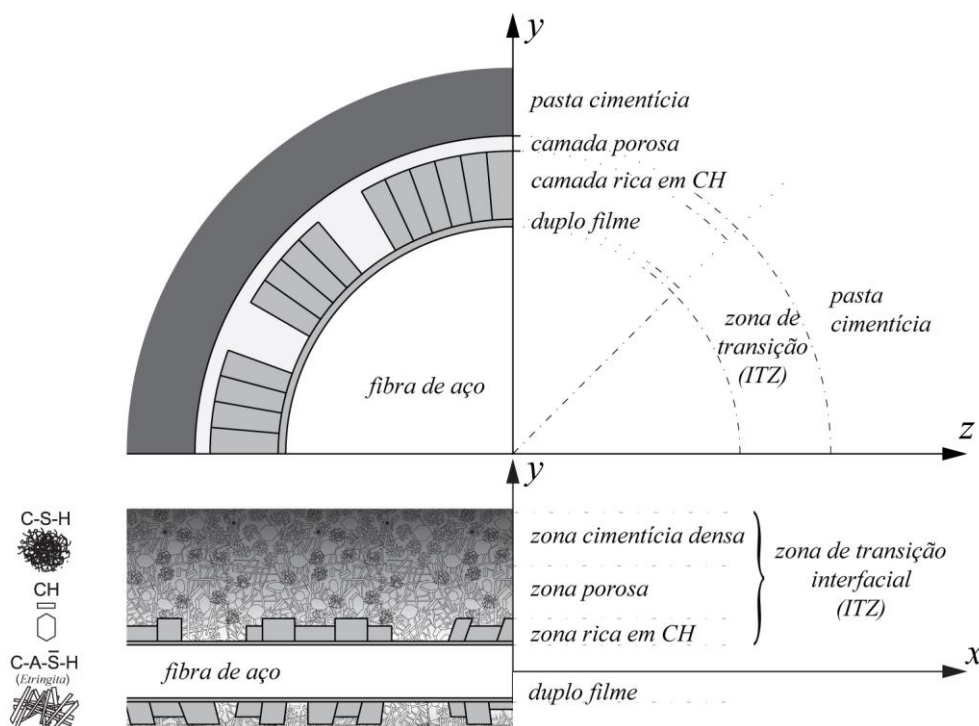 y
pasta cimentícia
camada porosa
camada rica em CH
duplo filme
pasta
cimentícia
zona de
transição
(ITZ)
fibra de aço
z
y
C-S-H
CH
C-A-S̄-H
(Etringita)
zona cimentícia densa
zona porosa
zona rica em CH
zona de transição
interfacial
(ITZ)
x
fibra de aço
duplo filme